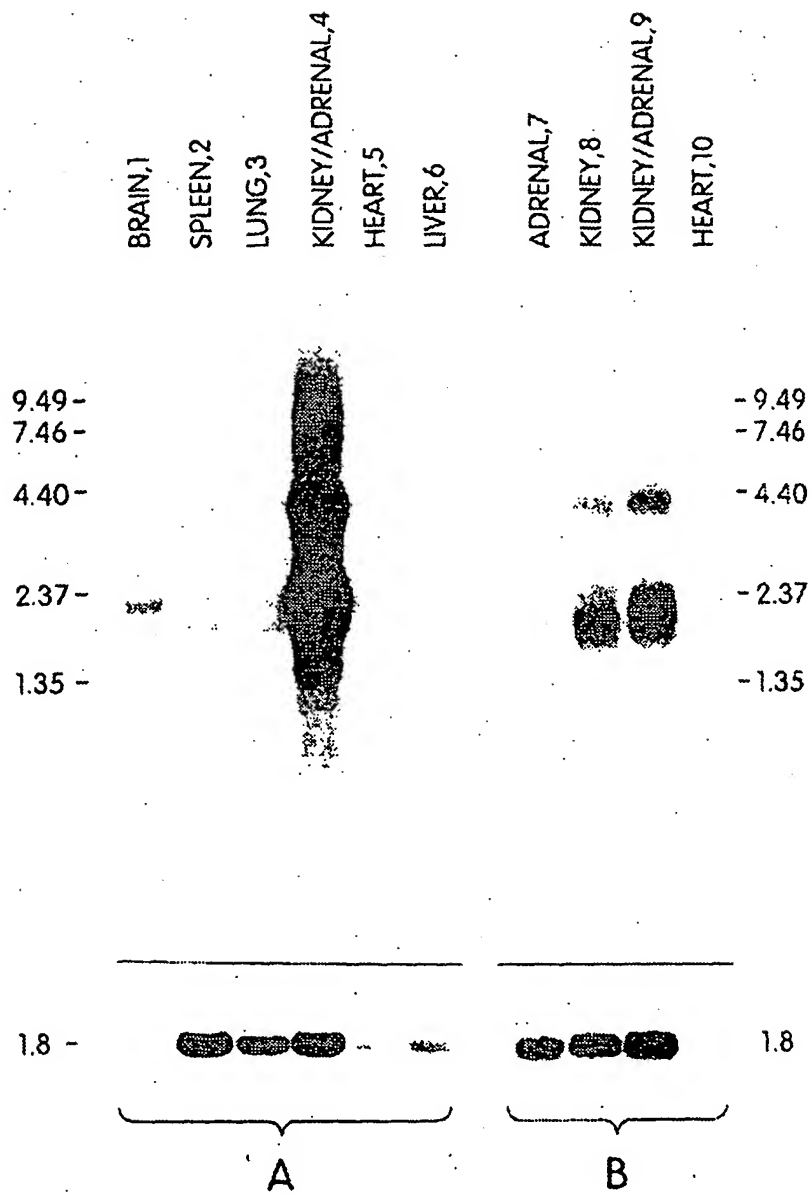 BRAIN,1
SPLEEN,2
LUNG,3
KIDNEY/ADRENAL,4
HEART,5
LIVER,6
ADRENAL,7
KIDNEY,8
KIDNEY/ADRENAL,9
HEART,10
9.49 - - 9.49
7.46 - - 7.46
4.40 - - 4.40
2.37 - - 2.37
1.35 - - 1.35
1.8 - 1.8
A B